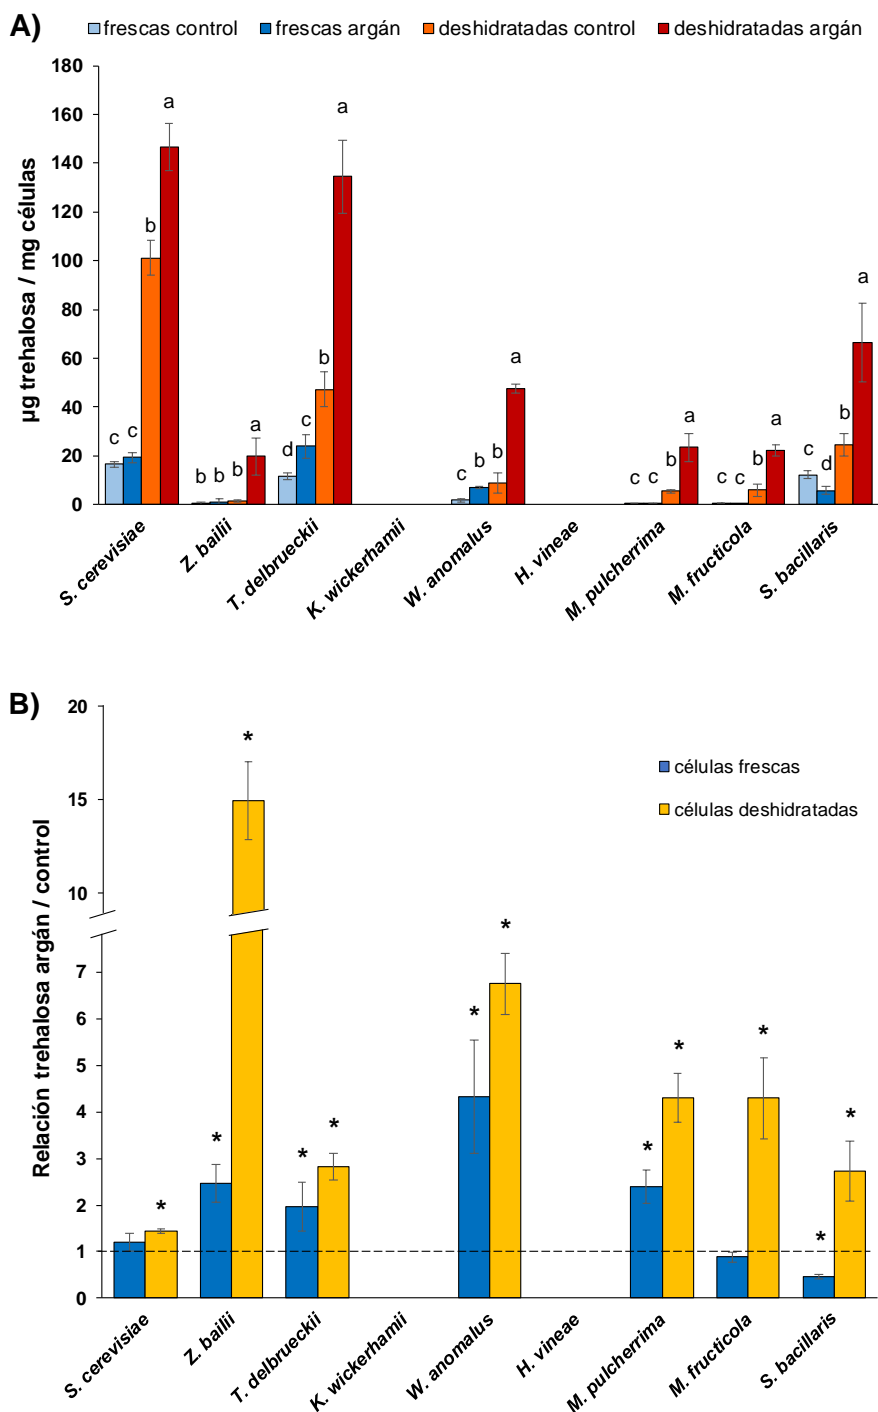 A)
frescas control frescas argán deshidratadas control deshidratadas argán
µg trehalosa / mg células
180
160
140
120
100
80
60
40
20
0
c c b a
b b b a
d c b a
c b b a
c c b a
c c b a
c d b a
S. cerevisiae
Z. bailii
T. delbrueckii
K. wickerhamii
W. anomalus
H. vineae
M. pulcherrima
M. fructicola
S. bacillaris
B)
Relación trehalosa argán / control
20
15
10
7
6
5
4
3
2
1
0
células frescas
células deshidratadas
*
* *
* *
* *
* *
*
* *
S. cerevisiae
Z. bailii
T. delbrueckii
K. wickerhamii
W. anomalus
H. vineae
M. pulcherrima
M. fructicola
S. bacillaris